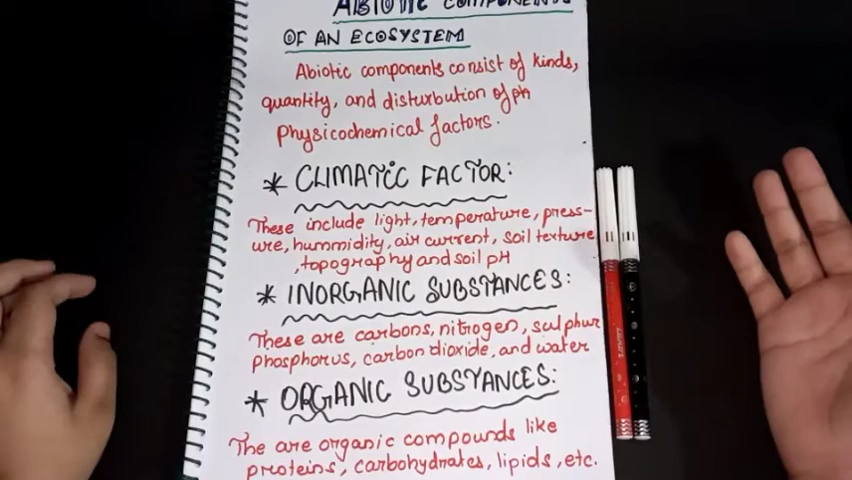 ABIOTIC COMPONENTS
OF AN ECOSYSTEM
Abiotic components consist of kinds,
quantity, and disturbution of ph
Physicochemical factors.
* CLIMATIC FACTOR:
These include light, temperature, press-
ure, hummidity, air current, soil texture
, topography and soil pH
* INORGANIC SUBSTANCES:
These are carbons, nitrogen, sulphur
Phosphorus, carbon dioxide, and water
* ORGANIC SUBSTANCES:
The are organic compounds like
proteins, carbohydrates, lipids, etc.